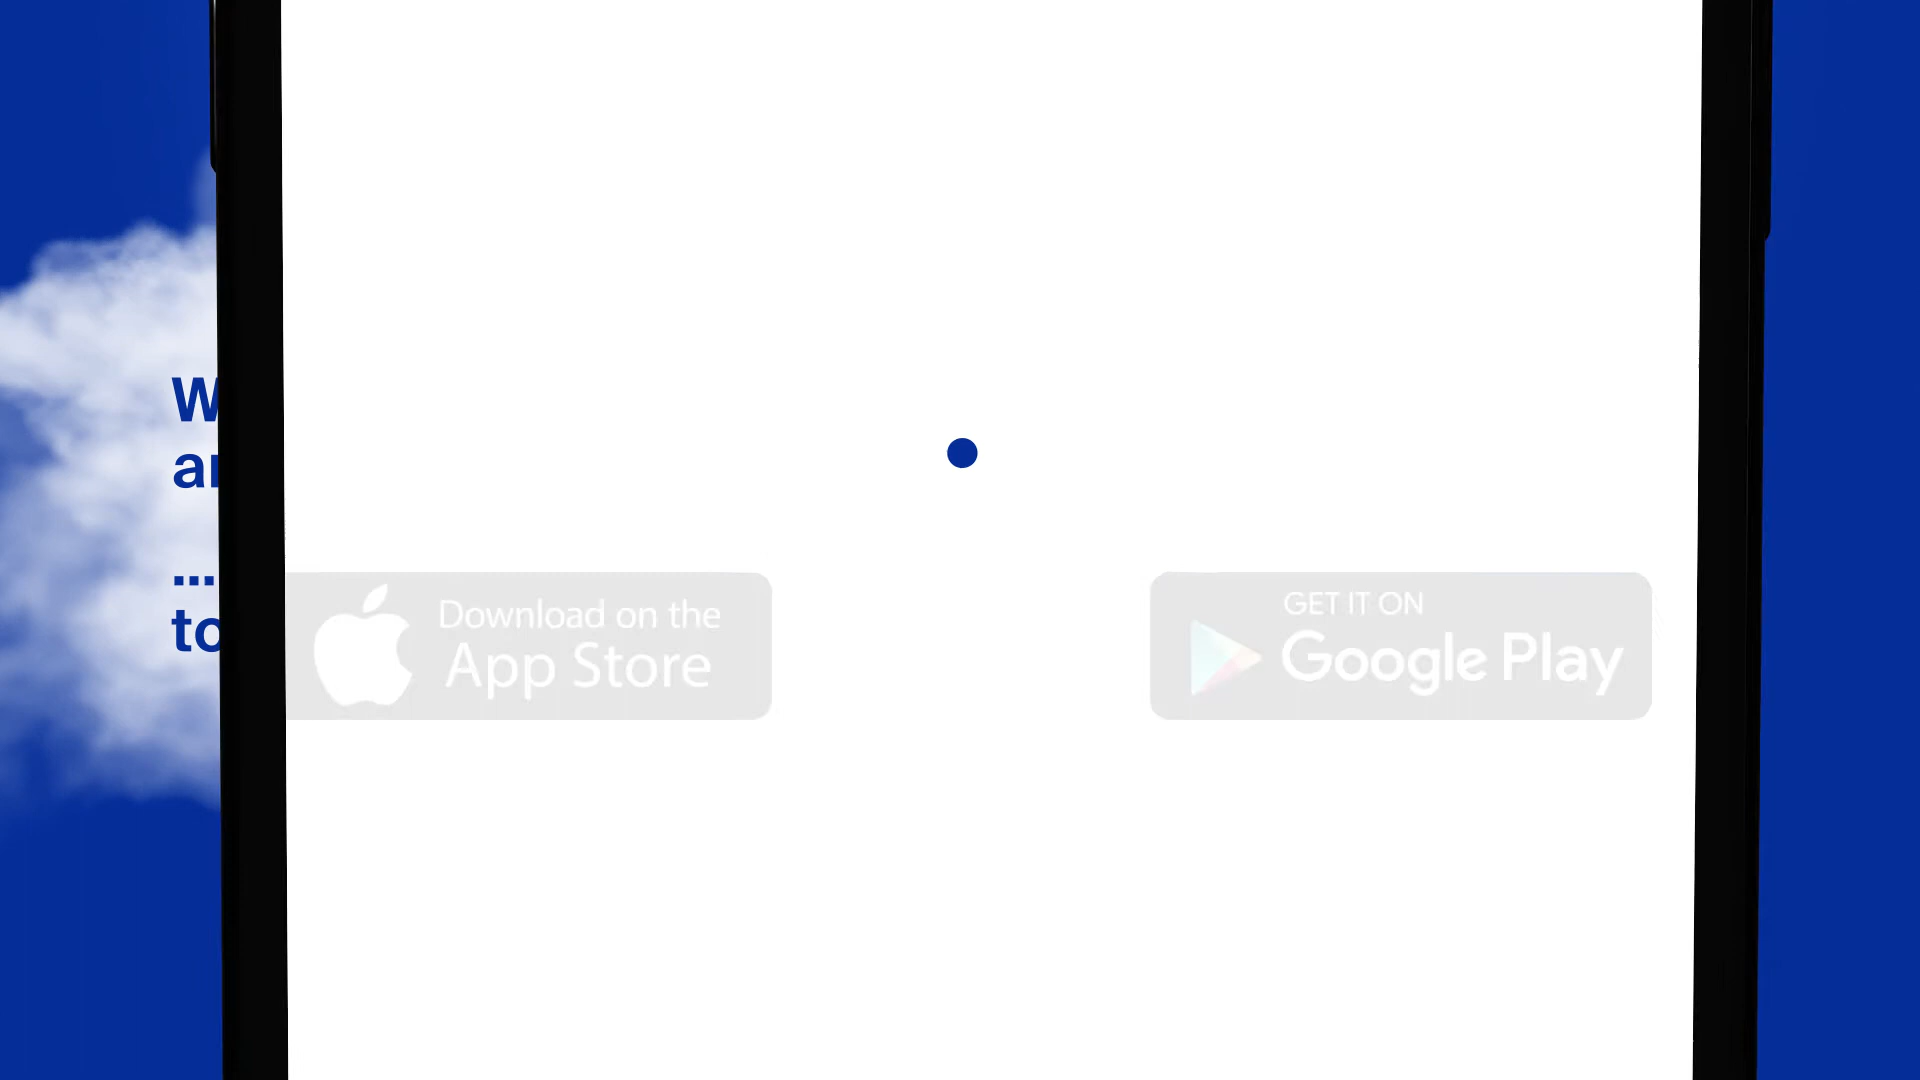 ...
Download on the
App Store
GET IT ON
Google Play